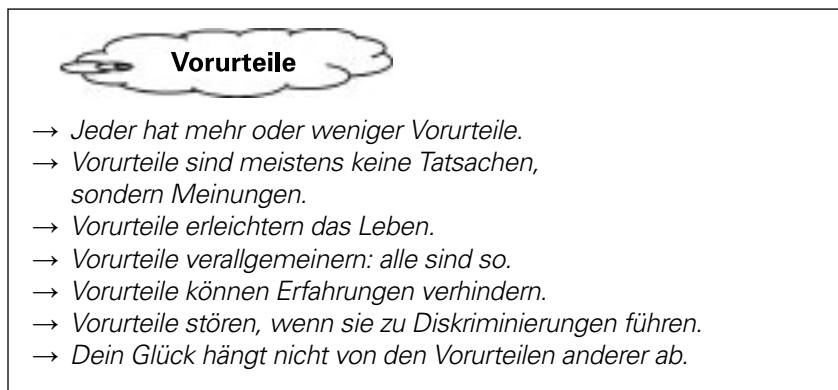 Vorurteile
→ Jeder hat mehr oder weniger Vorurteile.
→ Vorurteile sind meistens keine Tatsachen,
sondern Meinungen.
→ Vorurteile erleichtern das Leben.
→ Vorurteile verallgemeinern: alle sind so.
→ Vorurteile können Erfahrungen verhindern.
→ Vorurteile stören, wenn sie zu Diskriminierungen führen.
→ Dein Glück hängt nicht von den Vorurteilen anderer ab.